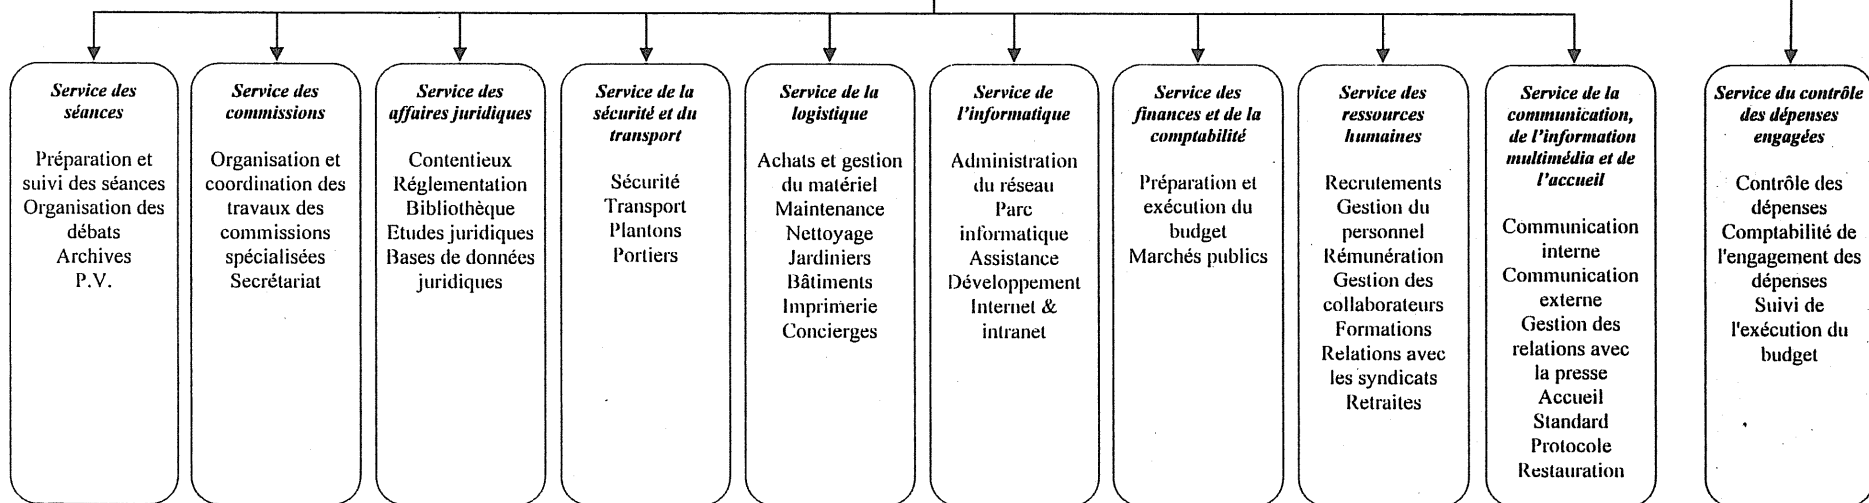 Service des
séances
Préparation et
suivi des séances
Organisation des
débats
Archives
P.V.
Service des
commissions
Organisation et
coordination des
travaux des
commissions
spécialisées
Secrétariat
Service des
affaires juridiques
Contentieux
Réglementation
Bibliothèque
Etudes juridiques
Bases de données
juridiques
Service de la
sécurité et du
transport
Sécurité
Transport
Plantons
Portiers
Service de la
logistique
Achats et gestion
du matériel
Maintenance
Nettoyage
Jardiniers
Bâtiments
Imprimerie
Concierges
Service de
l'informatique
Administration
du réseau
Parc
informatique
Assistance
Développement
Internet &
intranet
Service des
finances et de la
comptabilité
Préparation et
exécution du
budget
Marchés publics
Service des
ressources
humaines
Recrutements
Gestion du
personnel
Rémunération
Gestion des
collaborateurs
Formations
Relations avec
les syndicats
Retraites
Service de la
communication,
de l'information
multimédia et de
l'accueil
Communication
interne
Communication
externe
Gestion des
relations avec
la presse
Accueil
Standard
Protocole
Restauration
Service du contrôle
des dépenses
engagées
Contrôle des
dépenses
Comptabilité de
l'engagement des
dépenses
Suivi de
l'exécution du
budget